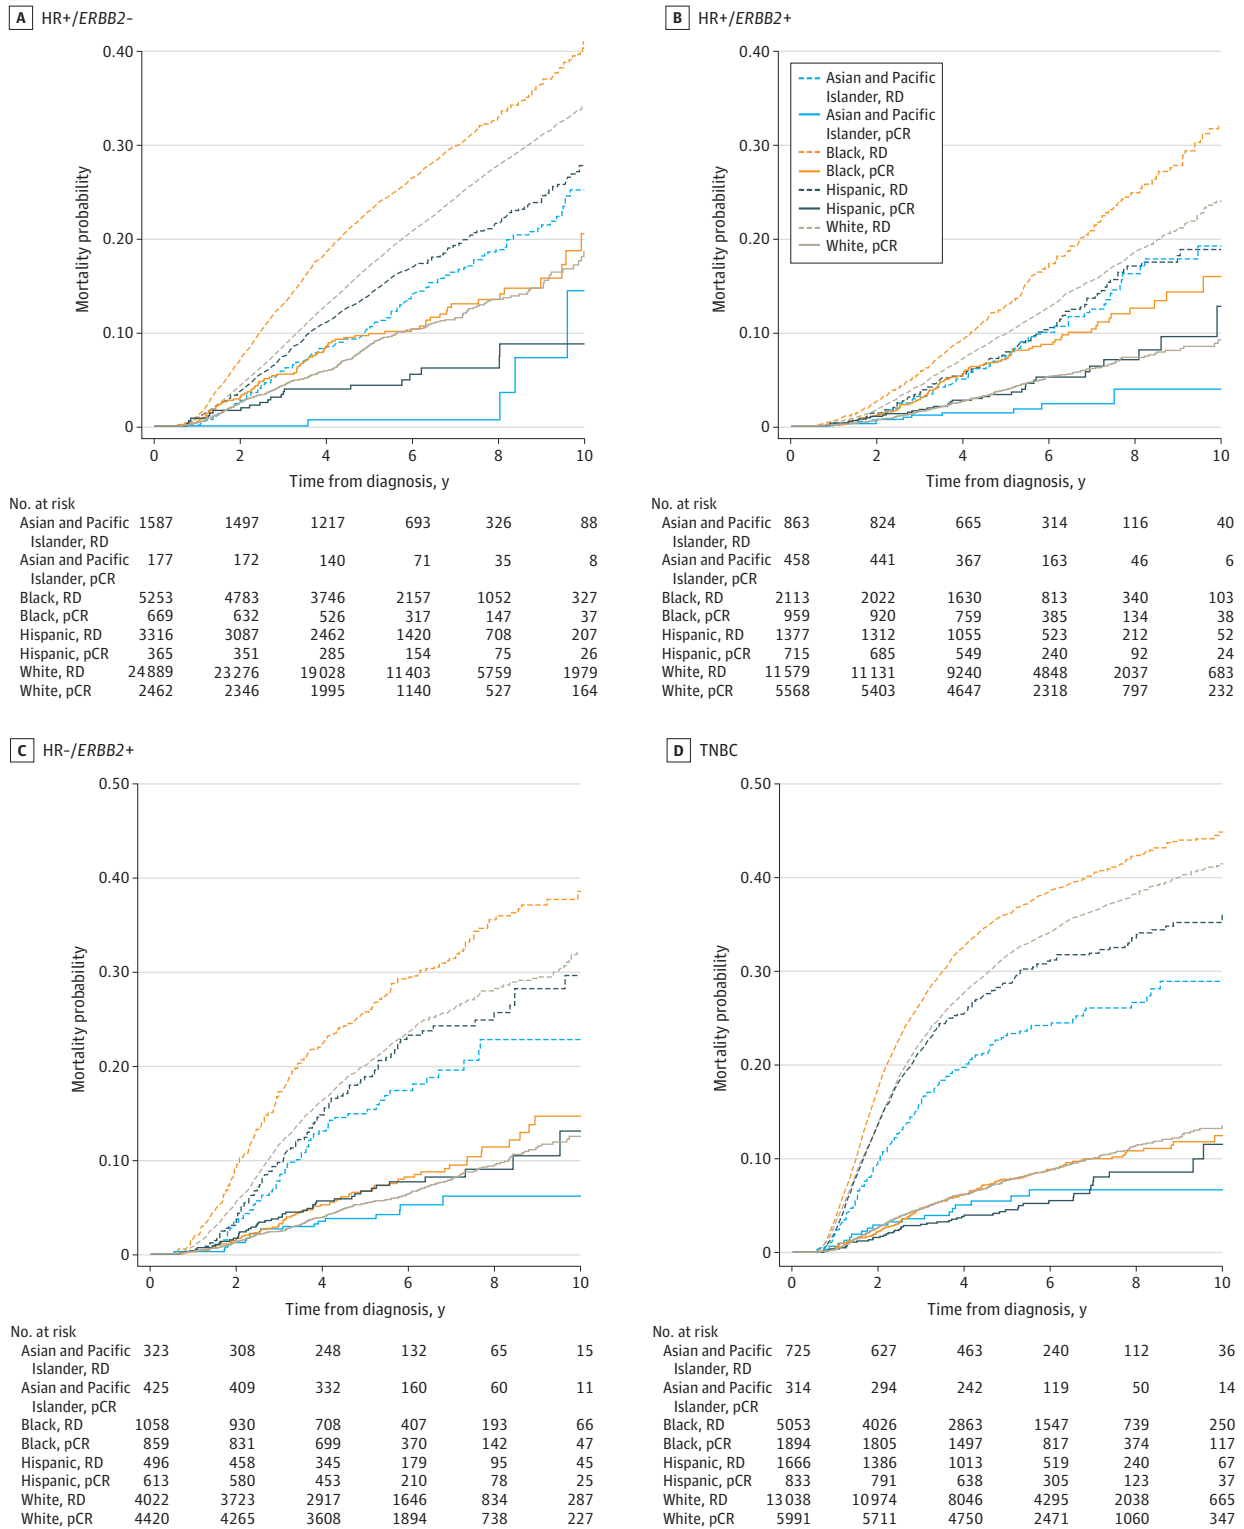 A HR+/ERBB2-
0.40
0.30
0.20
0.10
0
Mortality probability
0 2 4 6 8 10
Time from diagnosis, y
No. at risk
Asian and Pacific 1587 1497 1217 693 326 88
Islander, RD
Asian and Pacific 177 172 140 71 35 8
Islander, pCR
Black, RD 5253 4783 3746 2157 1052 327
Black, pCR 669 632 526 317 147 37
Hispanic, RD 3316 3087 2462 1420 708 207
Hispanic, pCR 365 351 285 154 75 26
White, RD 24889 23276 19028 11403 5759 1979
White, pCR 2462 2346 1995 1140 527 164
B HR+/ERBB2+
0.40
0.30
0.20
0.10
0
Mortality probability
Asian and Pacific
Islander, RD
Asian and Pacific
Islander, pCR
Black, RD
Black, pCR
Hispanic, RD
Hispanic, pCR
White, RD
White, pCR
0 2 4 6 8 10
Time from diagnosis, y
No. at risk
Asian and Pacific 863 824 665 314 116 40
Islander, RD
Asian and Pacific 458 441 367 163 46 6
Islander, pCR
Black, RD 2113 2022 1630 813 340 103
Black, pCR 959 920 759 385 134 38
Hispanic, RD 1377 1312 1055 523 212 52
Hispanic, pCR 715 685 549 240 92 24
White, RD 11579 11131 9240 4848 2037 683
White, pCR 5568 5403 4647 2318 797 232
C HR-/ERBB2+
0.50
0.40
0.30
0.20
0.10
0
Mortality probability
0 2 4 6 8 10
Time from diagnosis, y
No. at risk
Asian and Pacific 323 308 248 132 65 15
Islander, RD
Asian and Pacific 425 409 332 160 60 11
Islander, pCR
Black, RD 1058 930 708 407 193 66
Black, pCR 859 831 699 370 142 47
Hispanic, RD 496 458 345 179 95 45
Hispanic, pCR 613 580 453 210 78 25
White, RD 4022 3723 2917 1646 834 287
White, pCR 4420 4265 3608 1894 738 227
D TNBC
0.50
0.40
0.30
0.20
0.10
0
Mortality probability
0 2 4 6 8 10
Time from diagnosis, y
No. at risk
Asian and Pacific 725 627 463 240 112 36
Islander, RD
Asian and Pacific 314 294 242 119 50 14
Islander, pCR
Black, RD 5053 4026 2863 1547 739 250
Black, pCR 1894 1805 1497 817 374 117
Hispanic, RD 1666 1386 1013 519 240 67
Hispanic, pCR 833 791 638 305 123 37
White, RD 13038 10974 8046 4295 2038 665
White, pCR 5991 5711 4750 2471 1060 347